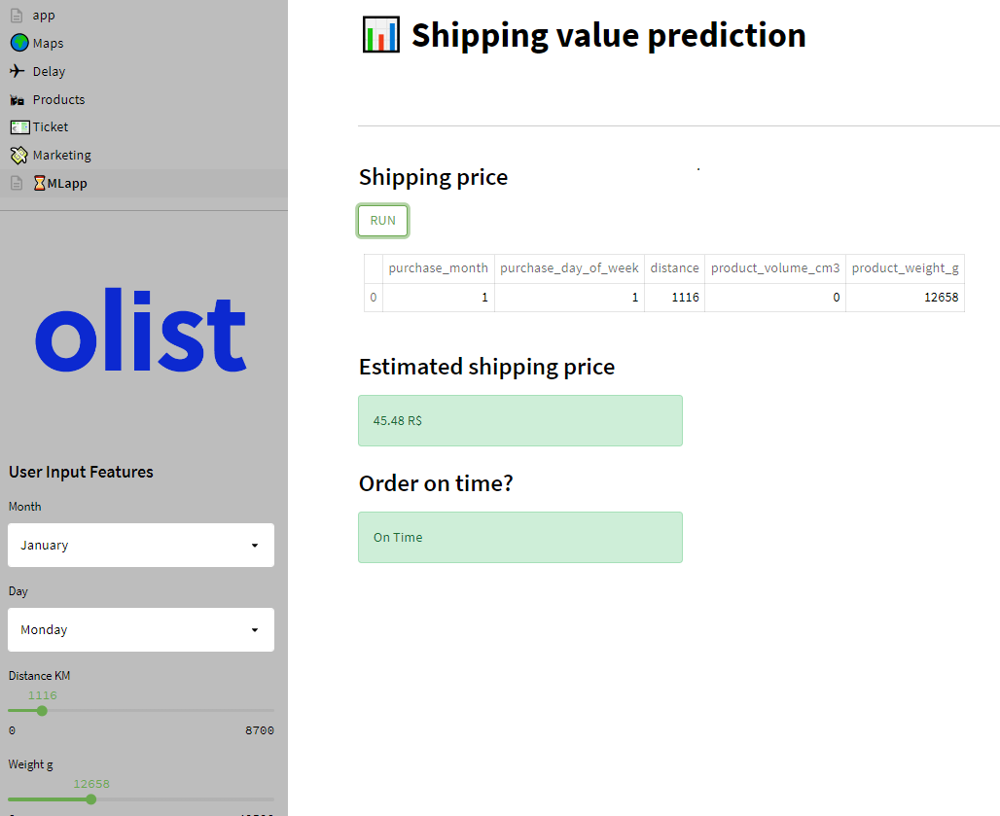 app
Maps
Delay
Products
Ticket
Marketing
MLapp
olist
User Input Features
Month
January
Day
Monday
Distance KM
1116
0 8700
Weight g
12658
Shipping value prediction
Shipping price
RUN
purchase_month purchase_day_of_week distance product_volume_cm3 product_weight_g
0 1 1 1116 0 12658
Estimated shipping price
45.48 R$
Order on time?
On Time